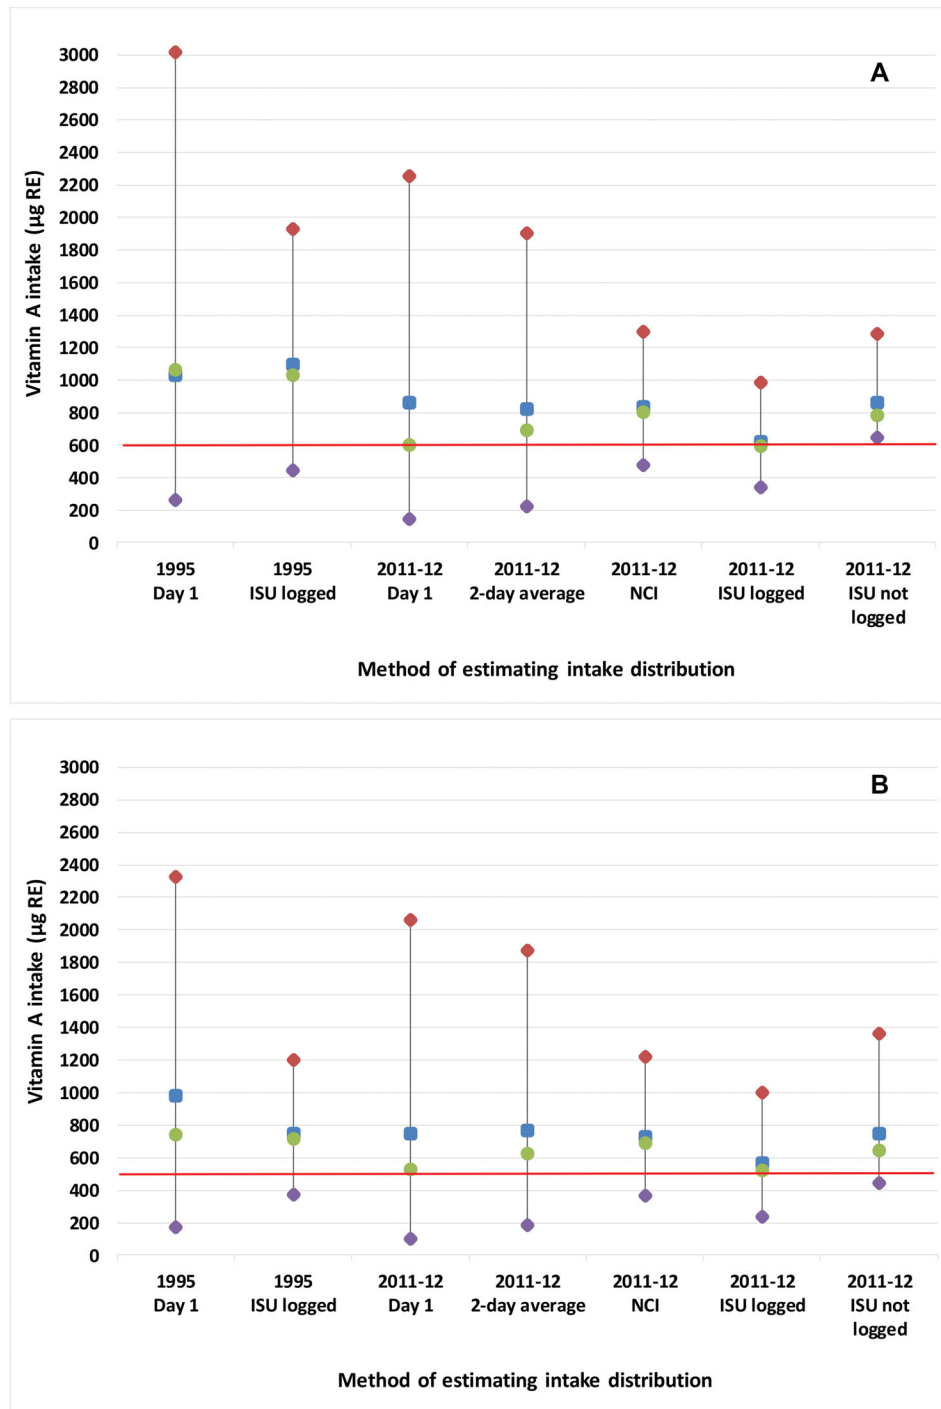 A
3000
2800
2600
2400
2200
2000
1800
1600
1400
1200
1000
800
600
400
200
0
Vitamin A intake (µg RE)
1995 1995 2011-12 2011-12 2011-12 2011-12 2011-12
Day 1 ISU logged Day 1 2-day average NCI ISU logged ISU not
logged
Method of estimating intake distribution
B
3000
2800
2600
2400
2200
2000
1800
1600
1400
1200
1000
800
600
400
200
0
Vitamin A intake (µg RE)
1995 1995 2011-12 2011-12 2011-12 2011-12 2011-12
Day 1 ISU logged Day 1 2-day average NCI ISU logged ISU not
logged
Method of estimating intake distribution